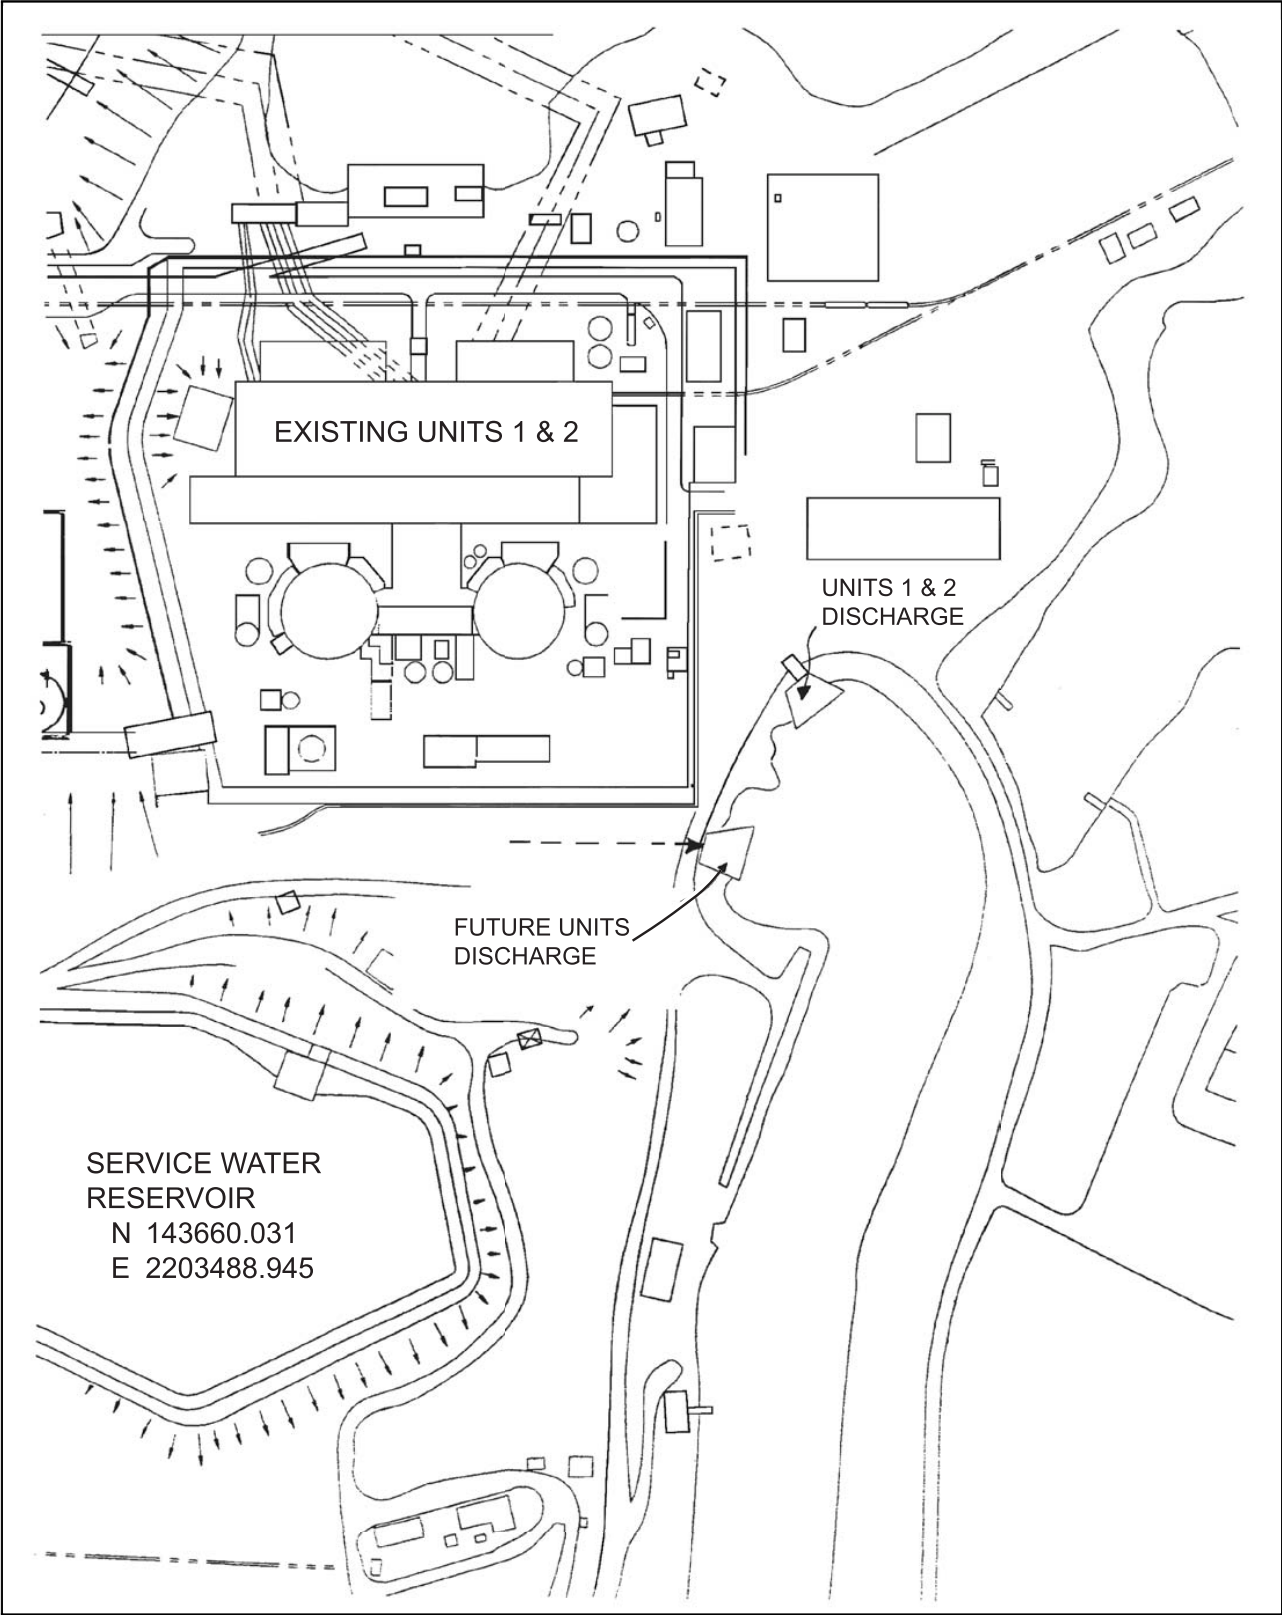 EXISTING UNITS 1 & 2
UNITS 1 & 2
DISCHARGE
FUTURE UNITS
DISCHARGE
SERVICE WATER
RESERVOIR
N 143660.031
E 2203488.945